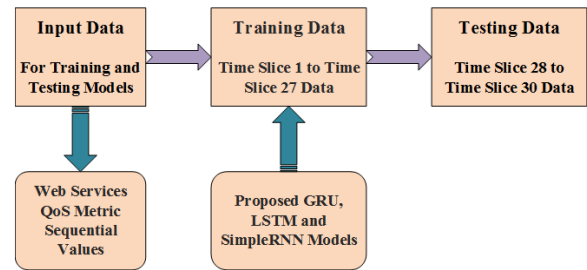 Input Data
For Training and
Testing Models
Training Data
Time Slice 1 to Time
Slice 27 Data
Testing Data
Time Slice 28 to
Time Slice 30 Data
Web Services
QoS Metric
Sequential
Values
Proposed GRU,
LSTM and
SimpleRNN Models